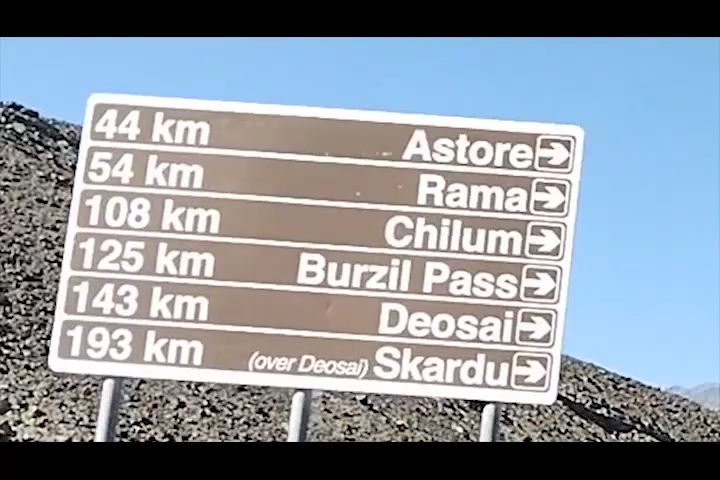 44 km Astore →
54 km Rama →
108 km Chilum →
125 km Burzil Pass →
143 km Deosai →
193 km (over Deosai) Skardu →